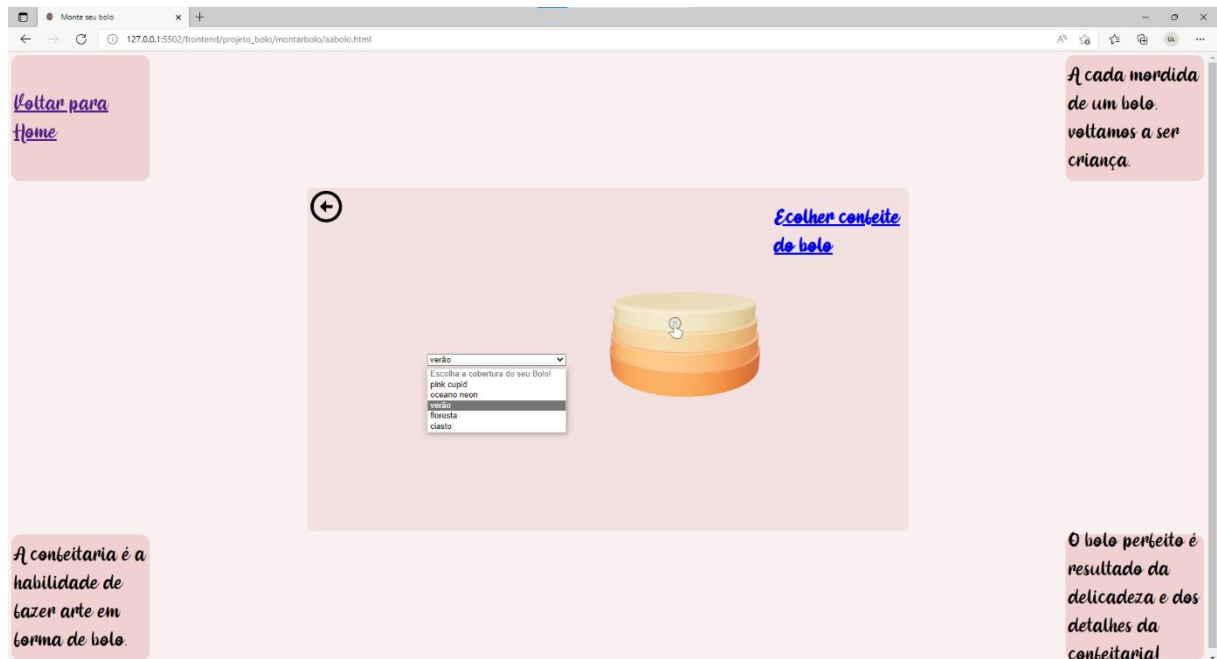 Monte seu bolo
127.0.0.1:5502/frontend/projeto_bolo/montarbolo/aabolo.html
GL
Voltar para
Home
A cada mordida
de um bolo,
voltamos a ser
criança.
Ecolher confeite
do bolo
verão
Escolha a cobertura do seu Bolo!
pink cupid
oceano neon
verão
floresta
ciasto
A confeitaria é a
habilidade de
fazer arte em
forma de bolo.
O bolo perfeito é
resultado da
delicadeza e dos
detalhes da
confeitaria!